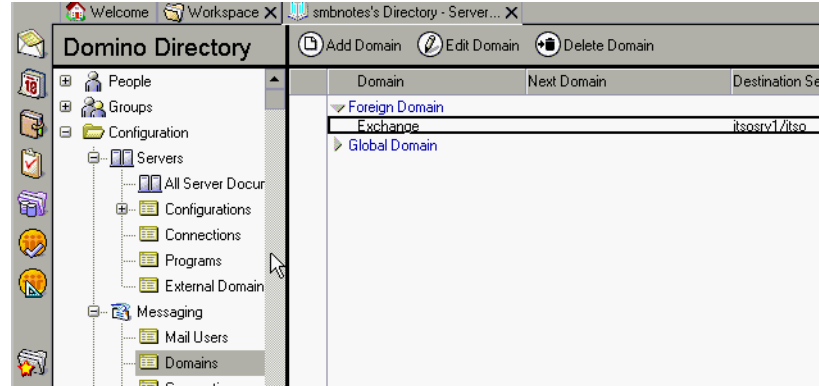 Welcome Workspace smbnotes's Directory - Server...
Domino Directory
Add Domain Edit Domain Delete Domain
Domain Next Domain Destination Se
People
Groups
Configuration
Servers
All Server Docur
Configurations
Connections
Programs
External Domain
Messaging
Mail Users
Domains
Foreign Domain
Exchange itsosrv1/itso
Global Domain